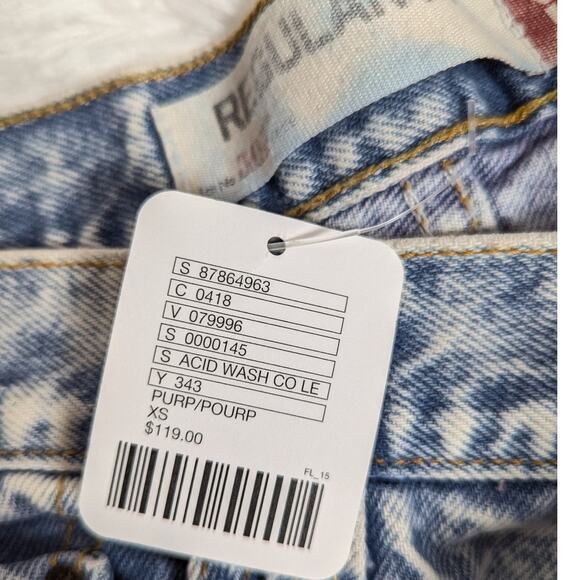 REGULAR
S 87864963
C 0418
V 079996
S 0000145
S ACID WASH CO LE
Y 343
PURP/POURP
XS
$119.00
FL_15